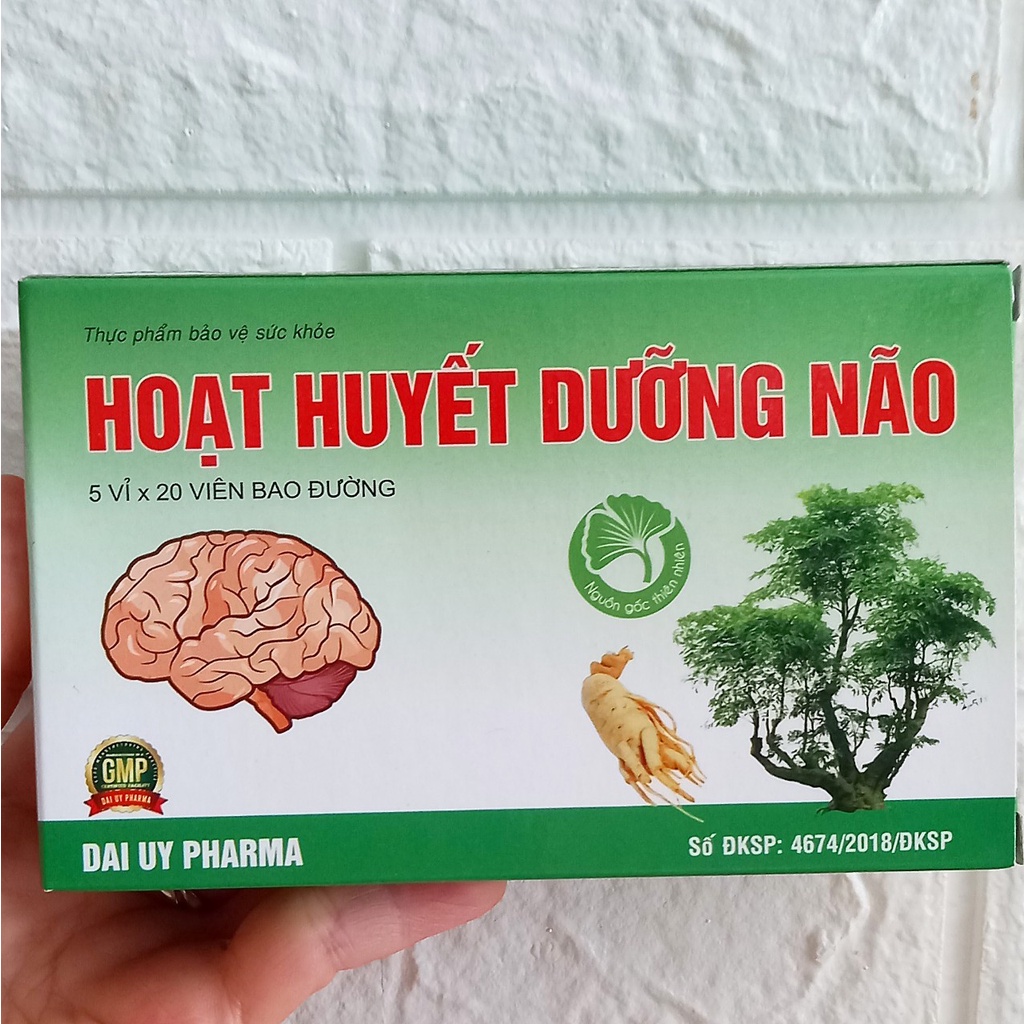 Thực phẩm bảo vệ sức khỏe
HOẠT HUYẾT DƯỠNG NÃO
5 VỈ x 20 VIÊN BAO ĐƯỜNG
Nguồn gốc thiên nhiên
GMP
DAI UY PHARMA
DAI UY PHARMA
Số ĐKSP: 4674/2018/ĐKSP